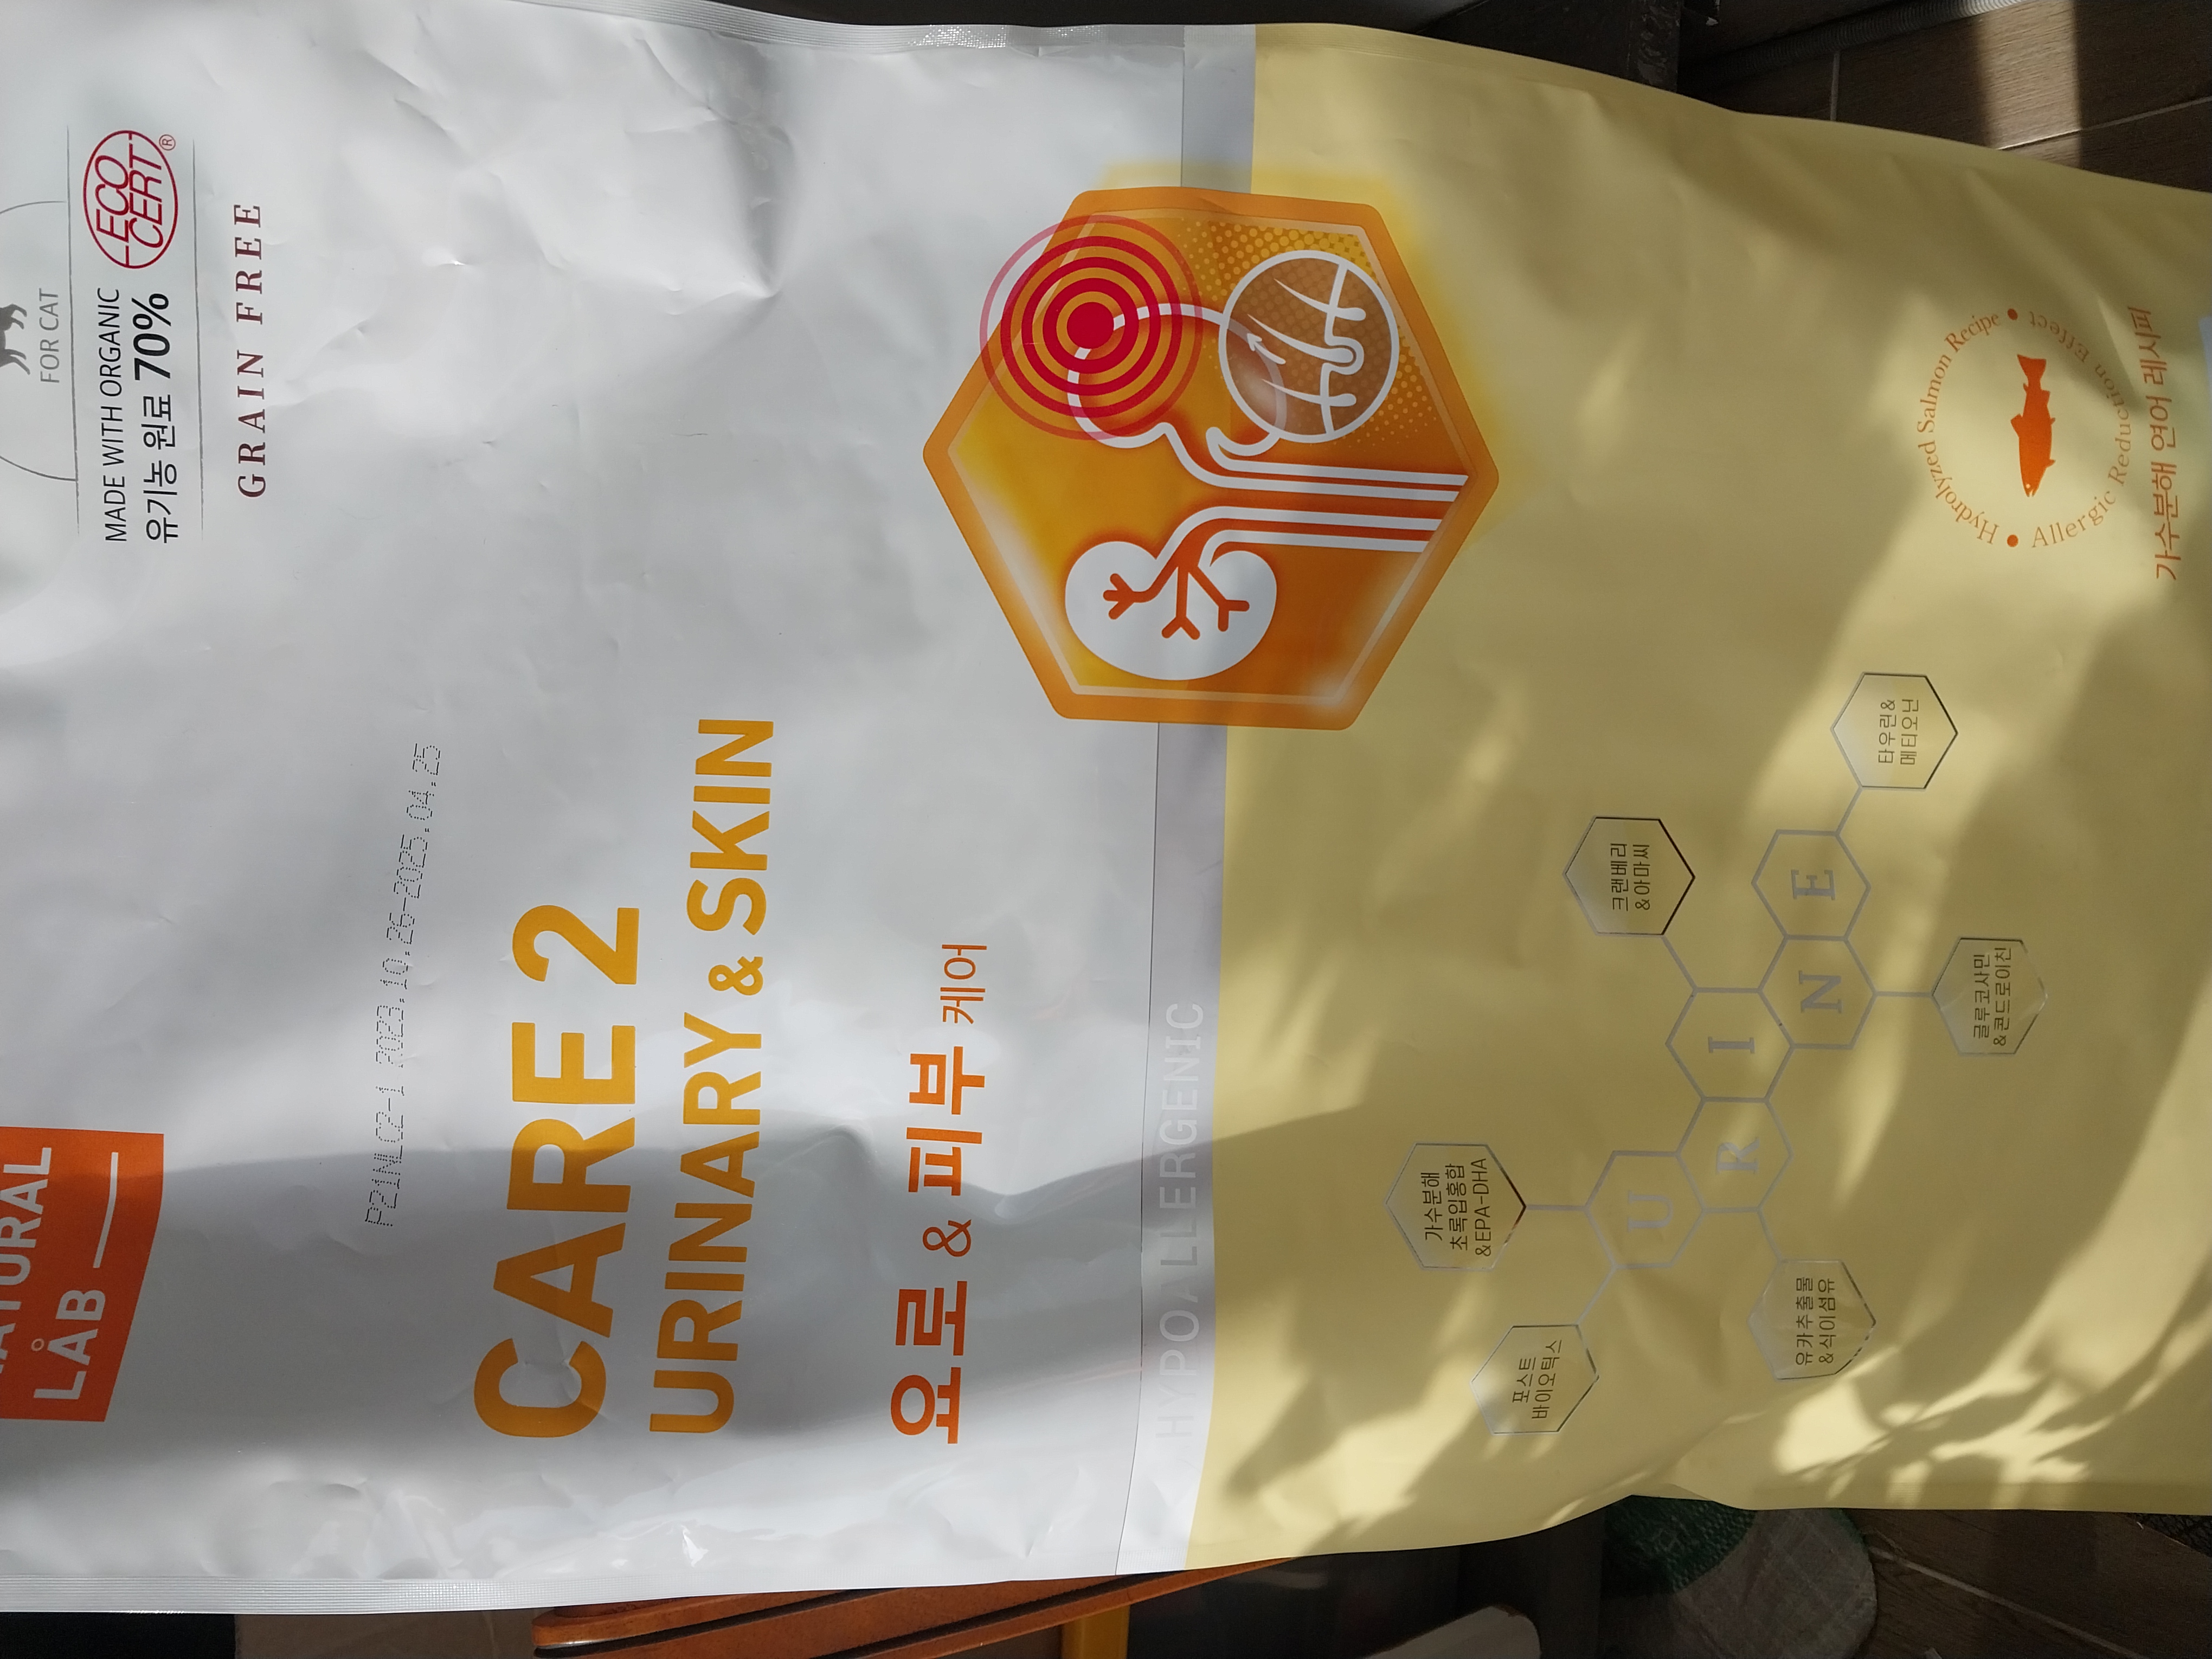 FOR CAT
MADE WITH ORGANIC
유기농 원료 70%
ECO
CERT®
GRAIN FREE
NATURAL
LAB
P21NLC2-1 2023.10.26-2025.04.25
CARE 2
URINARY & SKIN
요로 & 피부 케어
HYPOALLERGENIC
가수분해
초록입홍합
&EPA-DHA
포스트
바이오틱스
크랜베리
&아마씨
유카추출물
&식이섬유
타우린&
메티오닌
글루코사민
&콘드로이친
URINE
Hydrolyzed Salmon Recipe
Allergic Reduction Effect
가수분해 연어 레시피